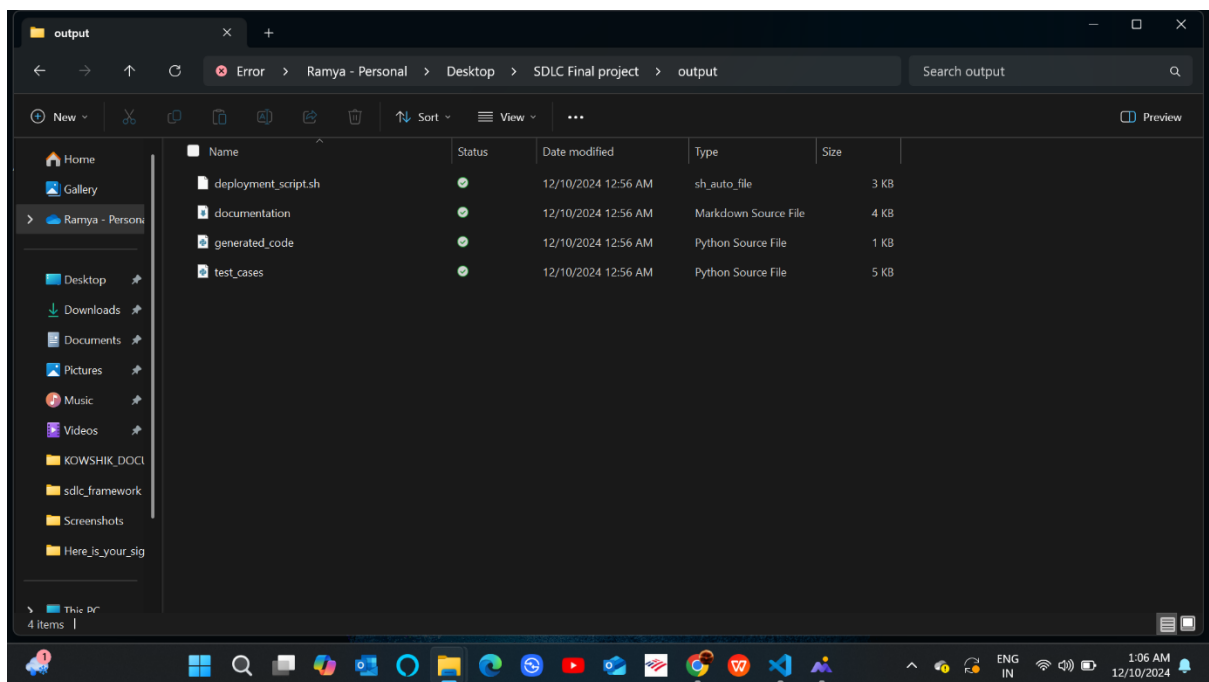 output
Error > Ramya - Personal > Desktop > SDLC Final project > output
Search output
New
Sort
View
Preview
Name Status Date modified Type Size
deployment_script.sh 12/10/2024 12:56 AM sh_auto_file 3 KB
documentation 12/10/2024 12:56 AM Markdown Source File 4 KB
generated_code 12/10/2024 12:56 AM Python Source File 1 KB
test_cases 12/10/2024 12:56 AM Python Source File 5 KB
Home
Gallery
Ramya - Persona
Desktop
Downloads
Documents
Pictures
Music
Videos
KOWSHIK_DOCU
sdlc_framework
Screenshots
Here_is_your_sig
This PC
4 items
1
ENG
IN
1:06 AM
12/10/2024